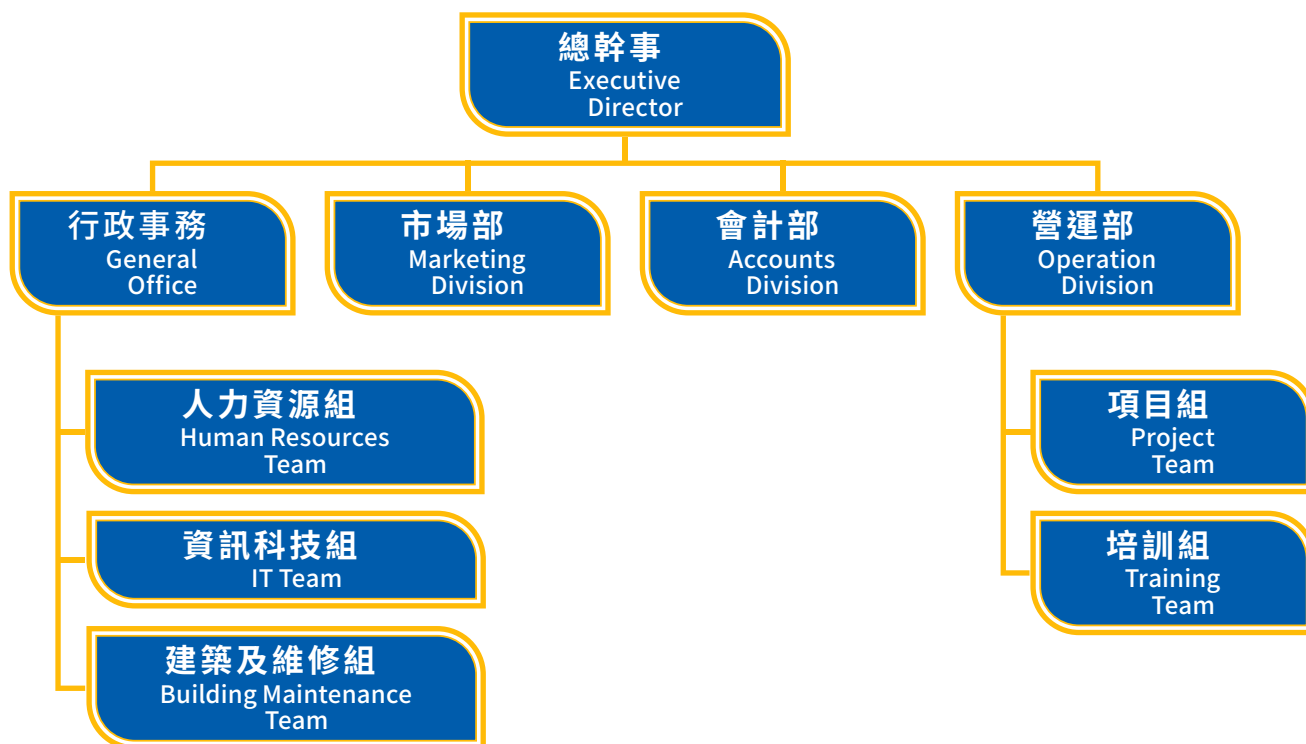 總幹事
Executive
Director
行政事務
General
Office
市場部
Marketing
Division
會計部
Accounts
Division
營運部
Operation
Division
人力資源組
Human Resources
Team
資訊科技組
IT Team
建築及維修組
Building Maintenance
Team
項目組
Project
Team
培訓組
Training
Team